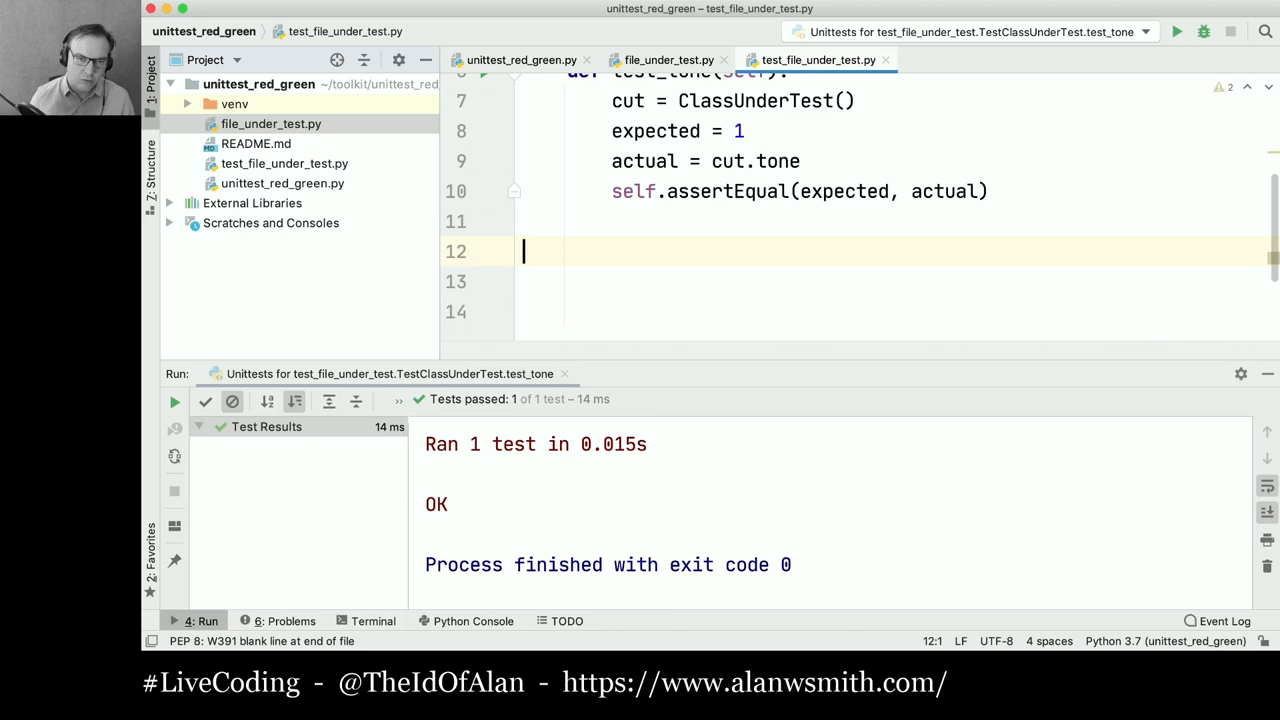 unittest_red_green – test_file_under_test.py
unittest_red_green
test_file_under_test.py
Unittests for test_file_under_test.TestClassUnderTest.test_tone
1: Project
Project
unittest_red_green ~/toolkit/unittest_red_
venv
file_under_test.py
README.md
test_file_under_test.py
unittest_red_green.py
External Libraries
Scratches and Consoles
Z: Structure
2: Favorites
unittest_red_green.py
file_under_test.py
test_file_under_test.py
2
def test_tone(self):
7 cut = ClassUnderTest()
8 expected = 1
9 actual = cut.tone
10 self.assertEqual(expected, actual)
11
12
13
14
Run: Unittests for test_file_under_test.TestClassUnderTest.test_tone
» Tests passed: 1 of 1 test – 14 ms
Test Results 14 ms
Ran 1 test in 0.015s
OK
Process finished with exit code 0
4: Run 6: Problems Terminal Python Console TODO Event Log
PEP 8: W391 blank line at end of file 12:1 LF UTF-8 4 spaces Python 3.7 (unittest_red_green)
#LiveCoding - @TheIdOfAlan - https://www.alanwsmith.com/